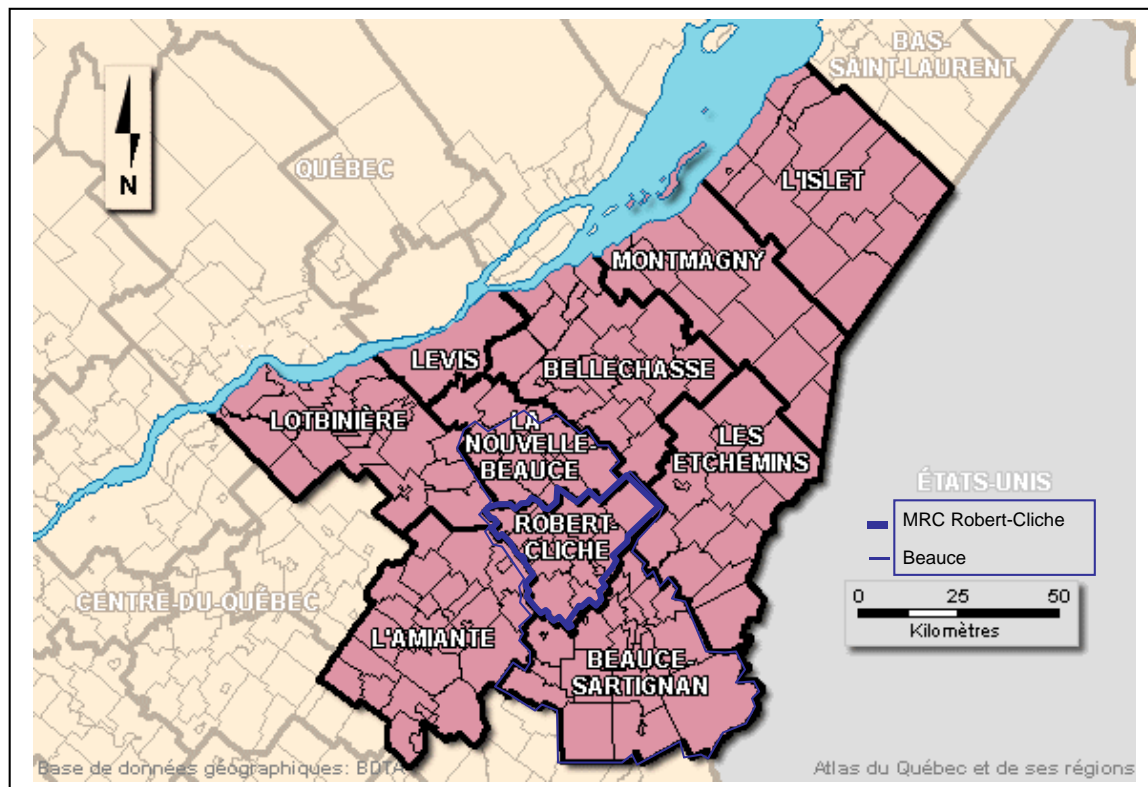 BAS-
SAINT-LAURENT
QUÉBEC
N
L'ISLET
MONTMAGNY
LEVIS
BELLECHASSE
LOTBINIÈRE
LA
NOUVELLE-
BEAUCE
LES
ETCHEMINS
ÉTATS-UNIS
MRC Robert-Cliche
Beauce
ROBERT-
CLICHE
0 25 50
Kilomètres
CENTRE-DU-QUÉBEC
L'AMIANTE
BEAUCE-
SARTIGNAN
Base de données géographiques: BDTA
Atlas du Québec et de ses régions